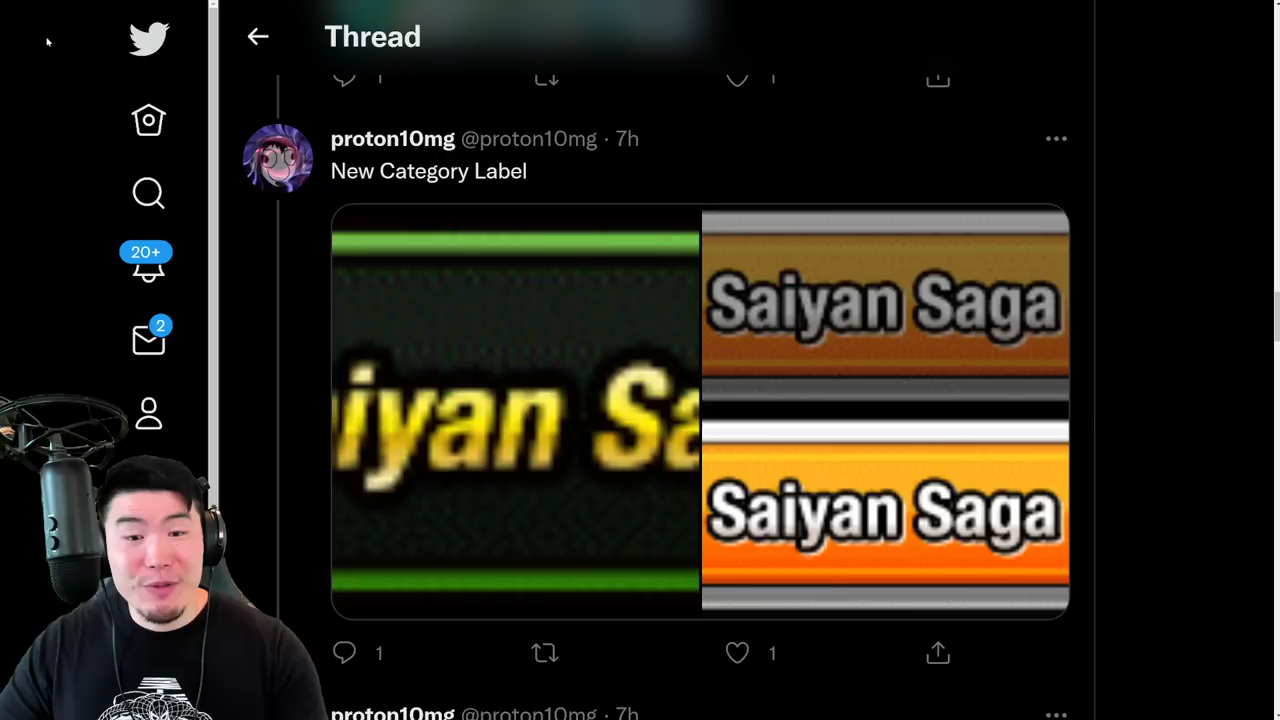 Thread
1
1
proton10mg @proton10mg · 7h
New Category Label
20+
2
iyan Sa
Saiyan Saga
Saiyan Saga
1
1
proton10mg @proton10mg · 7h